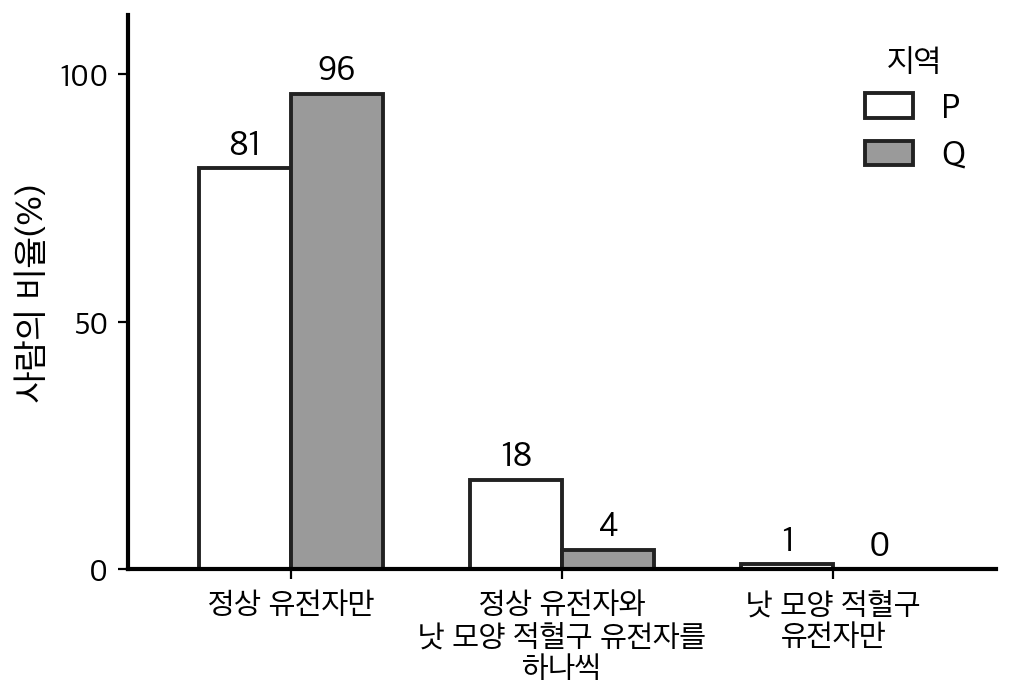 사람의 비율(%)
100
50
0
81
96
18
4
1
0
정상 유전자만
정상 유전자와
낫 모양 적혈구 유전자를
하나씩
낫 모양 적혈구
유전자만
지역
P
Q